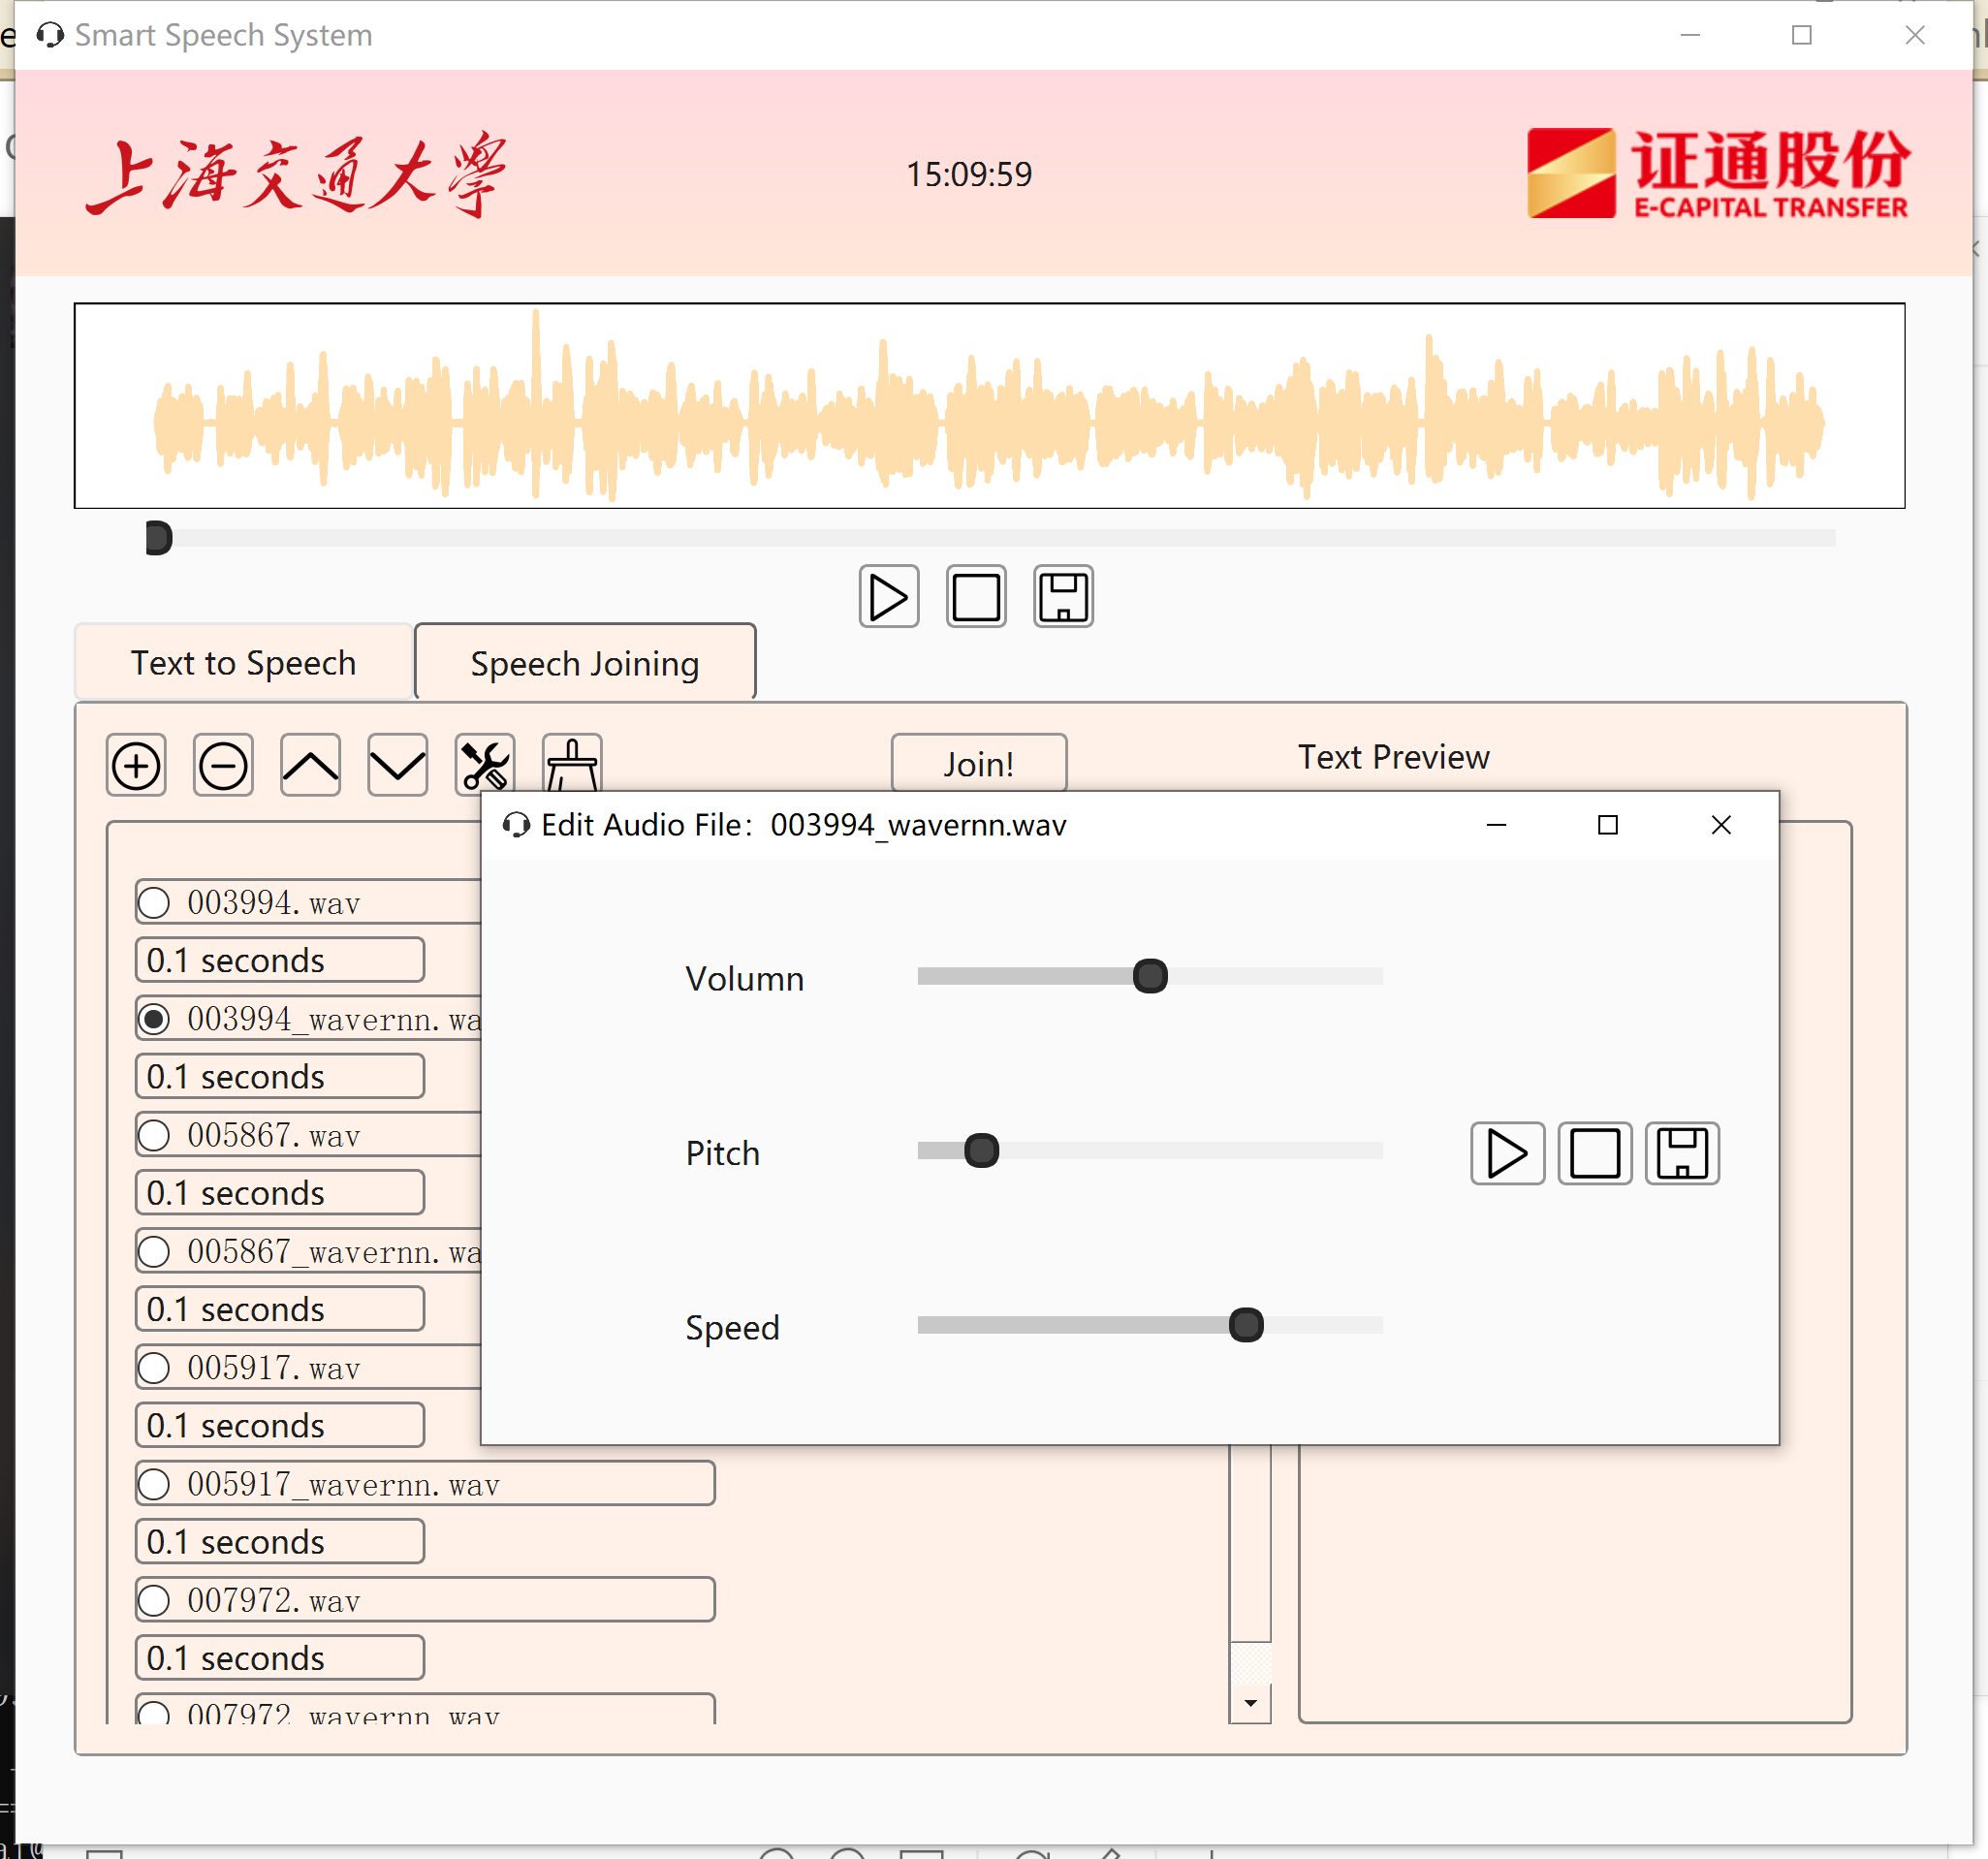 Smart Speech System
上海交通大學
15:09:59
证通股份
E-CAPITAL TRANSFER
Text to Speech
Speech Joining
Join!
Text Preview
Edit Audio File：003994_wavernn.wav
Volumn
Pitch
Speed
003994.wav
0.1 seconds
003994_wavernn.wa
0.1 seconds
005867.wav
0.1 seconds
005867_wavernn.wa
0.1 seconds
005917.wav
0.1 seconds
005917_wavernn.wav
0.1 seconds
007972.wav
0.1 seconds
007972_wavernn.wav